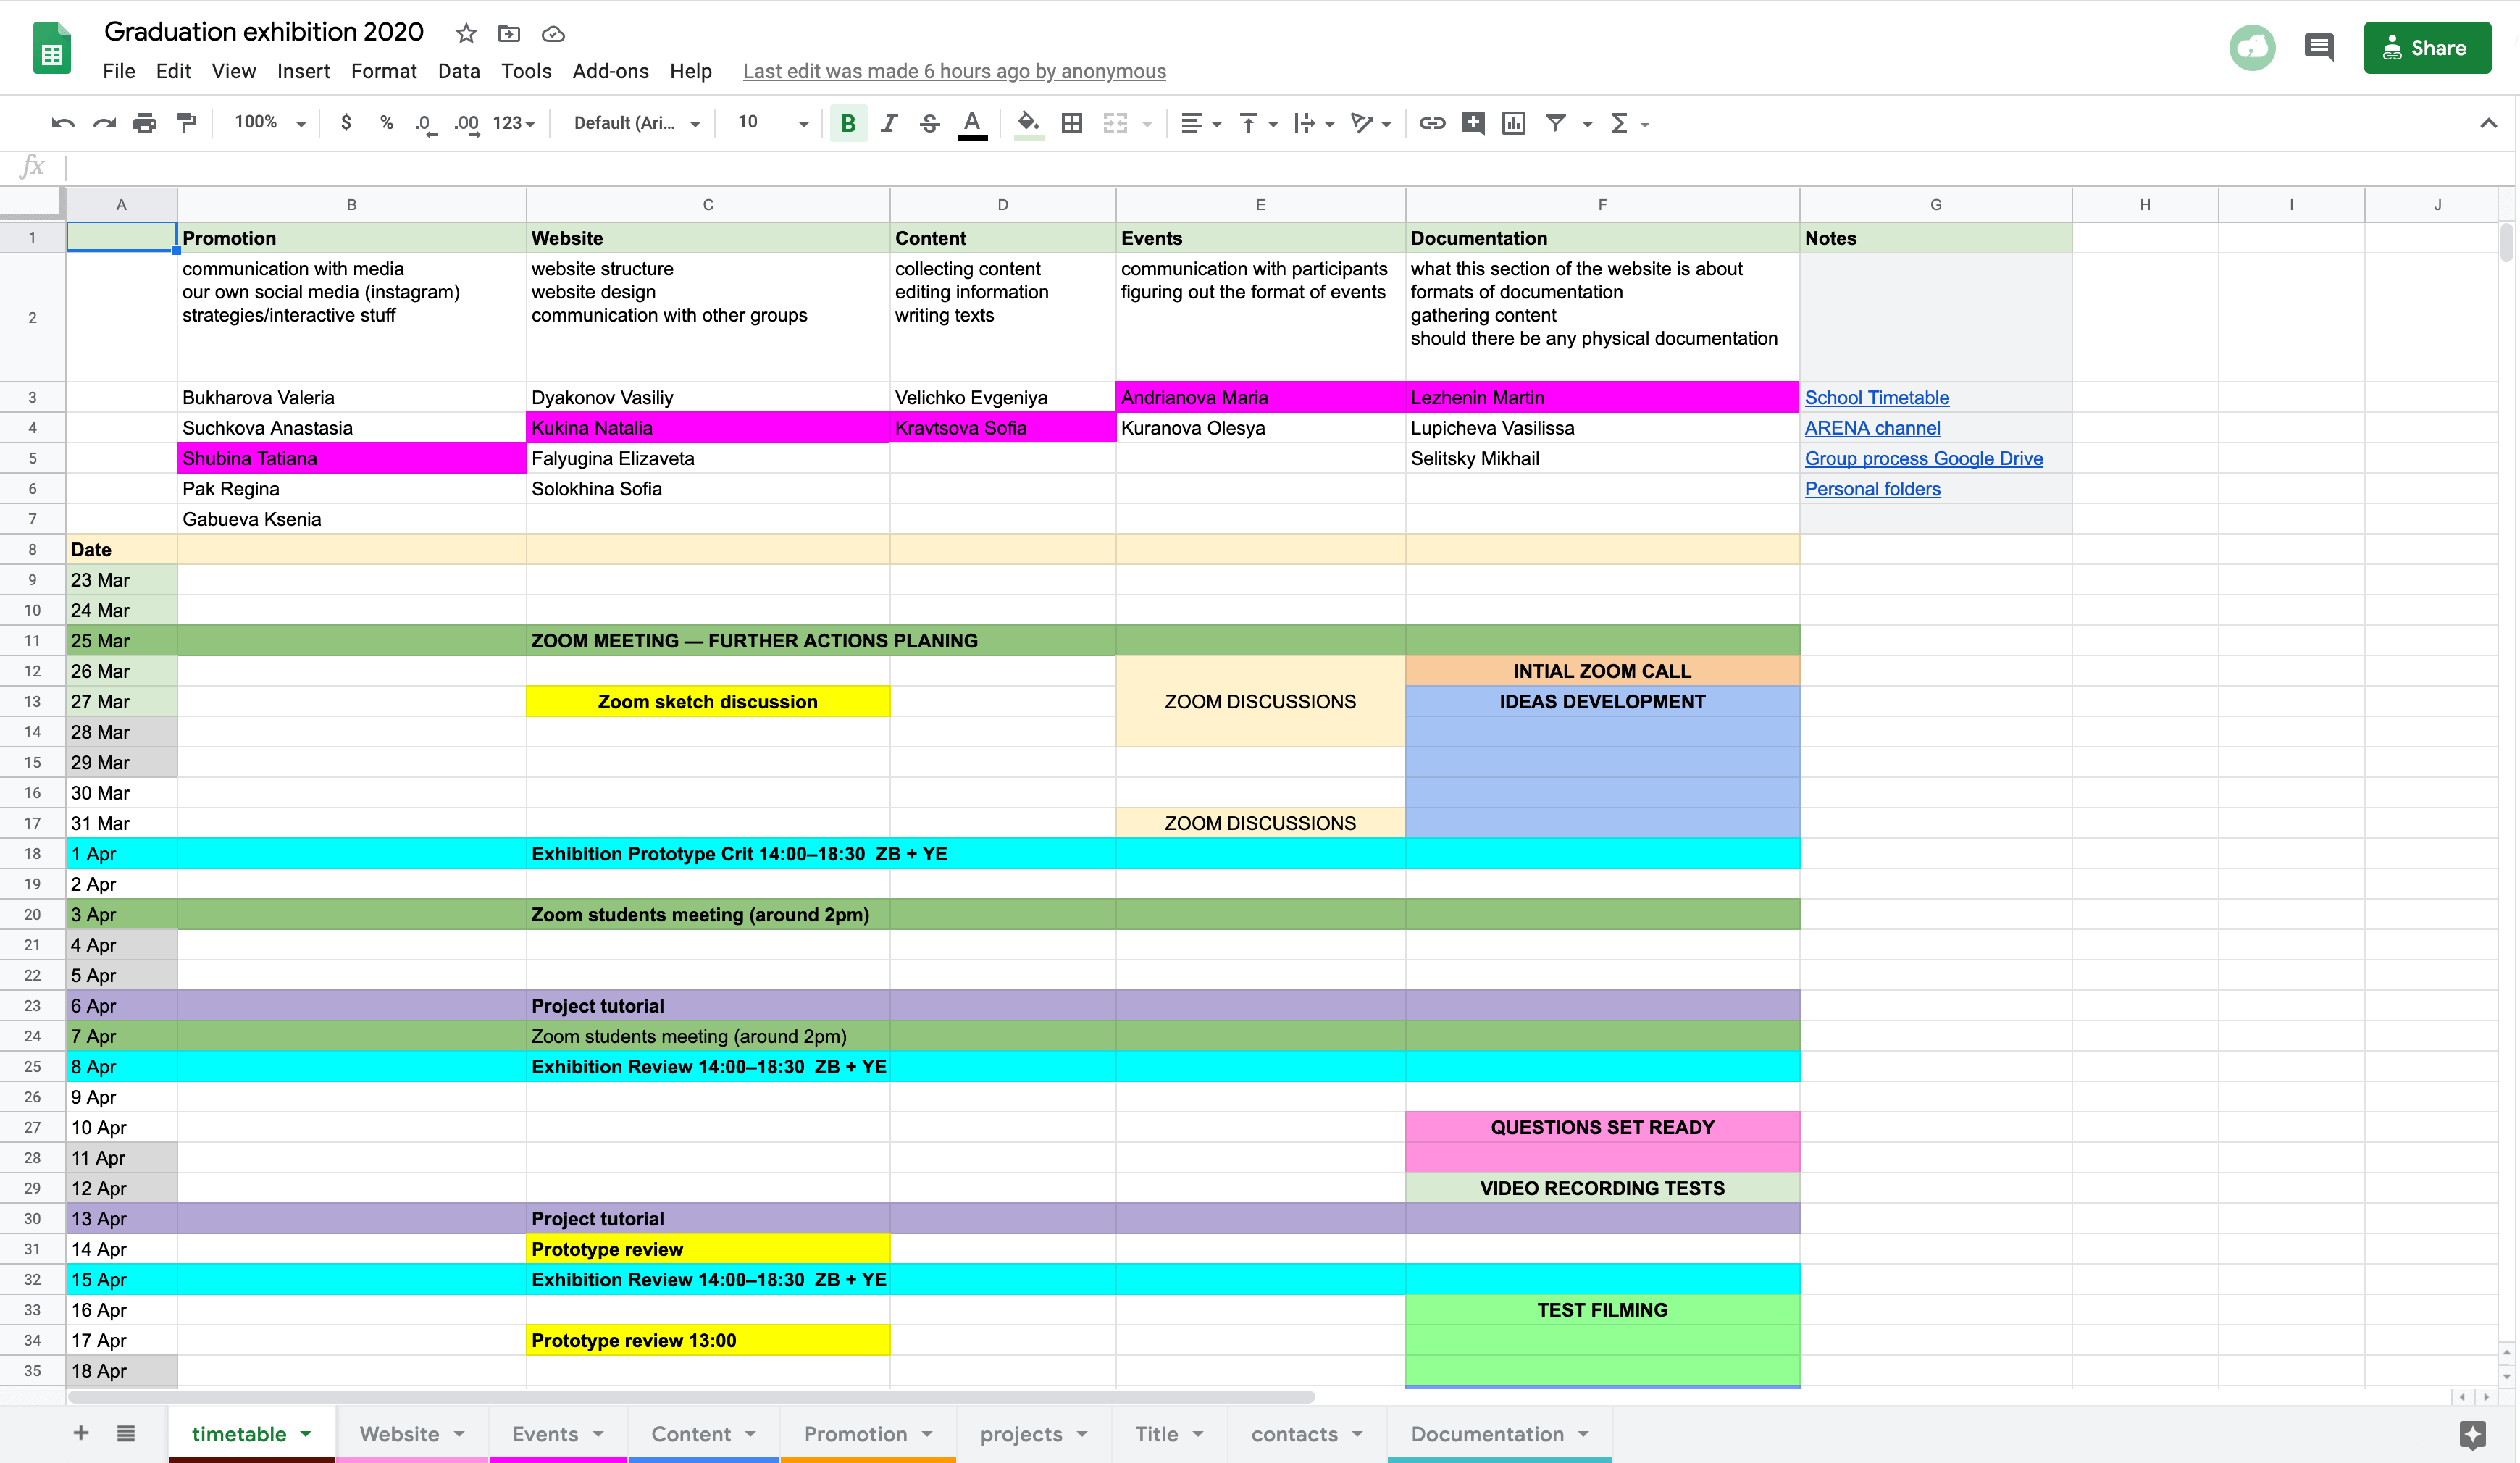 Graduation exhibition 2020
File Edit View Insert Format Data Tools Add-ons Help Last edit was made 6 hours ago by anonymous
Share
100% $ % .0 .00 123 Default (Ari... 10 B I S A Σ
fx
A B C D E F G H I J
1 Promotion Website Content Events Documentation Notes
communication with media website structure collecting content communication with participants what this section of the website is about
our own social media (instagram) website design editing information figuring out the format of events formats of documentation
2 strategies/interactive stuff communication with other groups writing texts gathering content
should there be any physical documentation
3 Bukharova Valeria Dyakonov Vasiliy Velichko Evgeniya Andrianova Maria Lezhenin Martin School Timetable
4 Suchkova Anastasia Kukina Natalia Kravtsova Sofia Kuranova Olesya Lupicheva Vasilissa ARENA channel
5 Shubina Tatiana Falyugina Elizaveta Selitsky Mikhail Group process Google Drive
6 Pak Regina Solokhina Sofia Personal folders
7 Gabueva Ksenia
8 Date
9 23 Mar
10 24 Mar
11 25 Mar ZOOM MEETING — FURTHER ACTIONS PLANING
12 26 Mar INTIAL ZOOM CALL
13 27 Mar Zoom sketch discussion ZOOM DISCUSSIONS IDEAS DEVELOPMENT
14 28 Mar
15 29 Mar
16 30 Mar
17 31 Mar ZOOM DISCUSSIONS
18 1 Apr Exhibition Prototype Crit 14:00–18:30 ZB + YE
19 2 Apr
20 3 Apr Zoom students meeting (around 2pm)
21 4 Apr
22 5 Apr
23 6 Apr Project tutorial
24 7 Apr Zoom students meeting (around 2pm)
25 8 Apr Exhibition Review 14:00–18:30 ZB + YE
26 9 Apr
27 10 Apr QUESTIONS SET READY
28 11 Apr
29 12 Apr VIDEO RECORDING TESTS
30 13 Apr Project tutorial
31 14 Apr Prototype review
32 15 Apr Exhibition Review 14:00–18:30 ZB + YE
33 16 Apr TEST FILMING
34 17 Apr Prototype review 13:00
35 18 Apr
timetable Website Events Content Promotion projects Title contacts Documentation